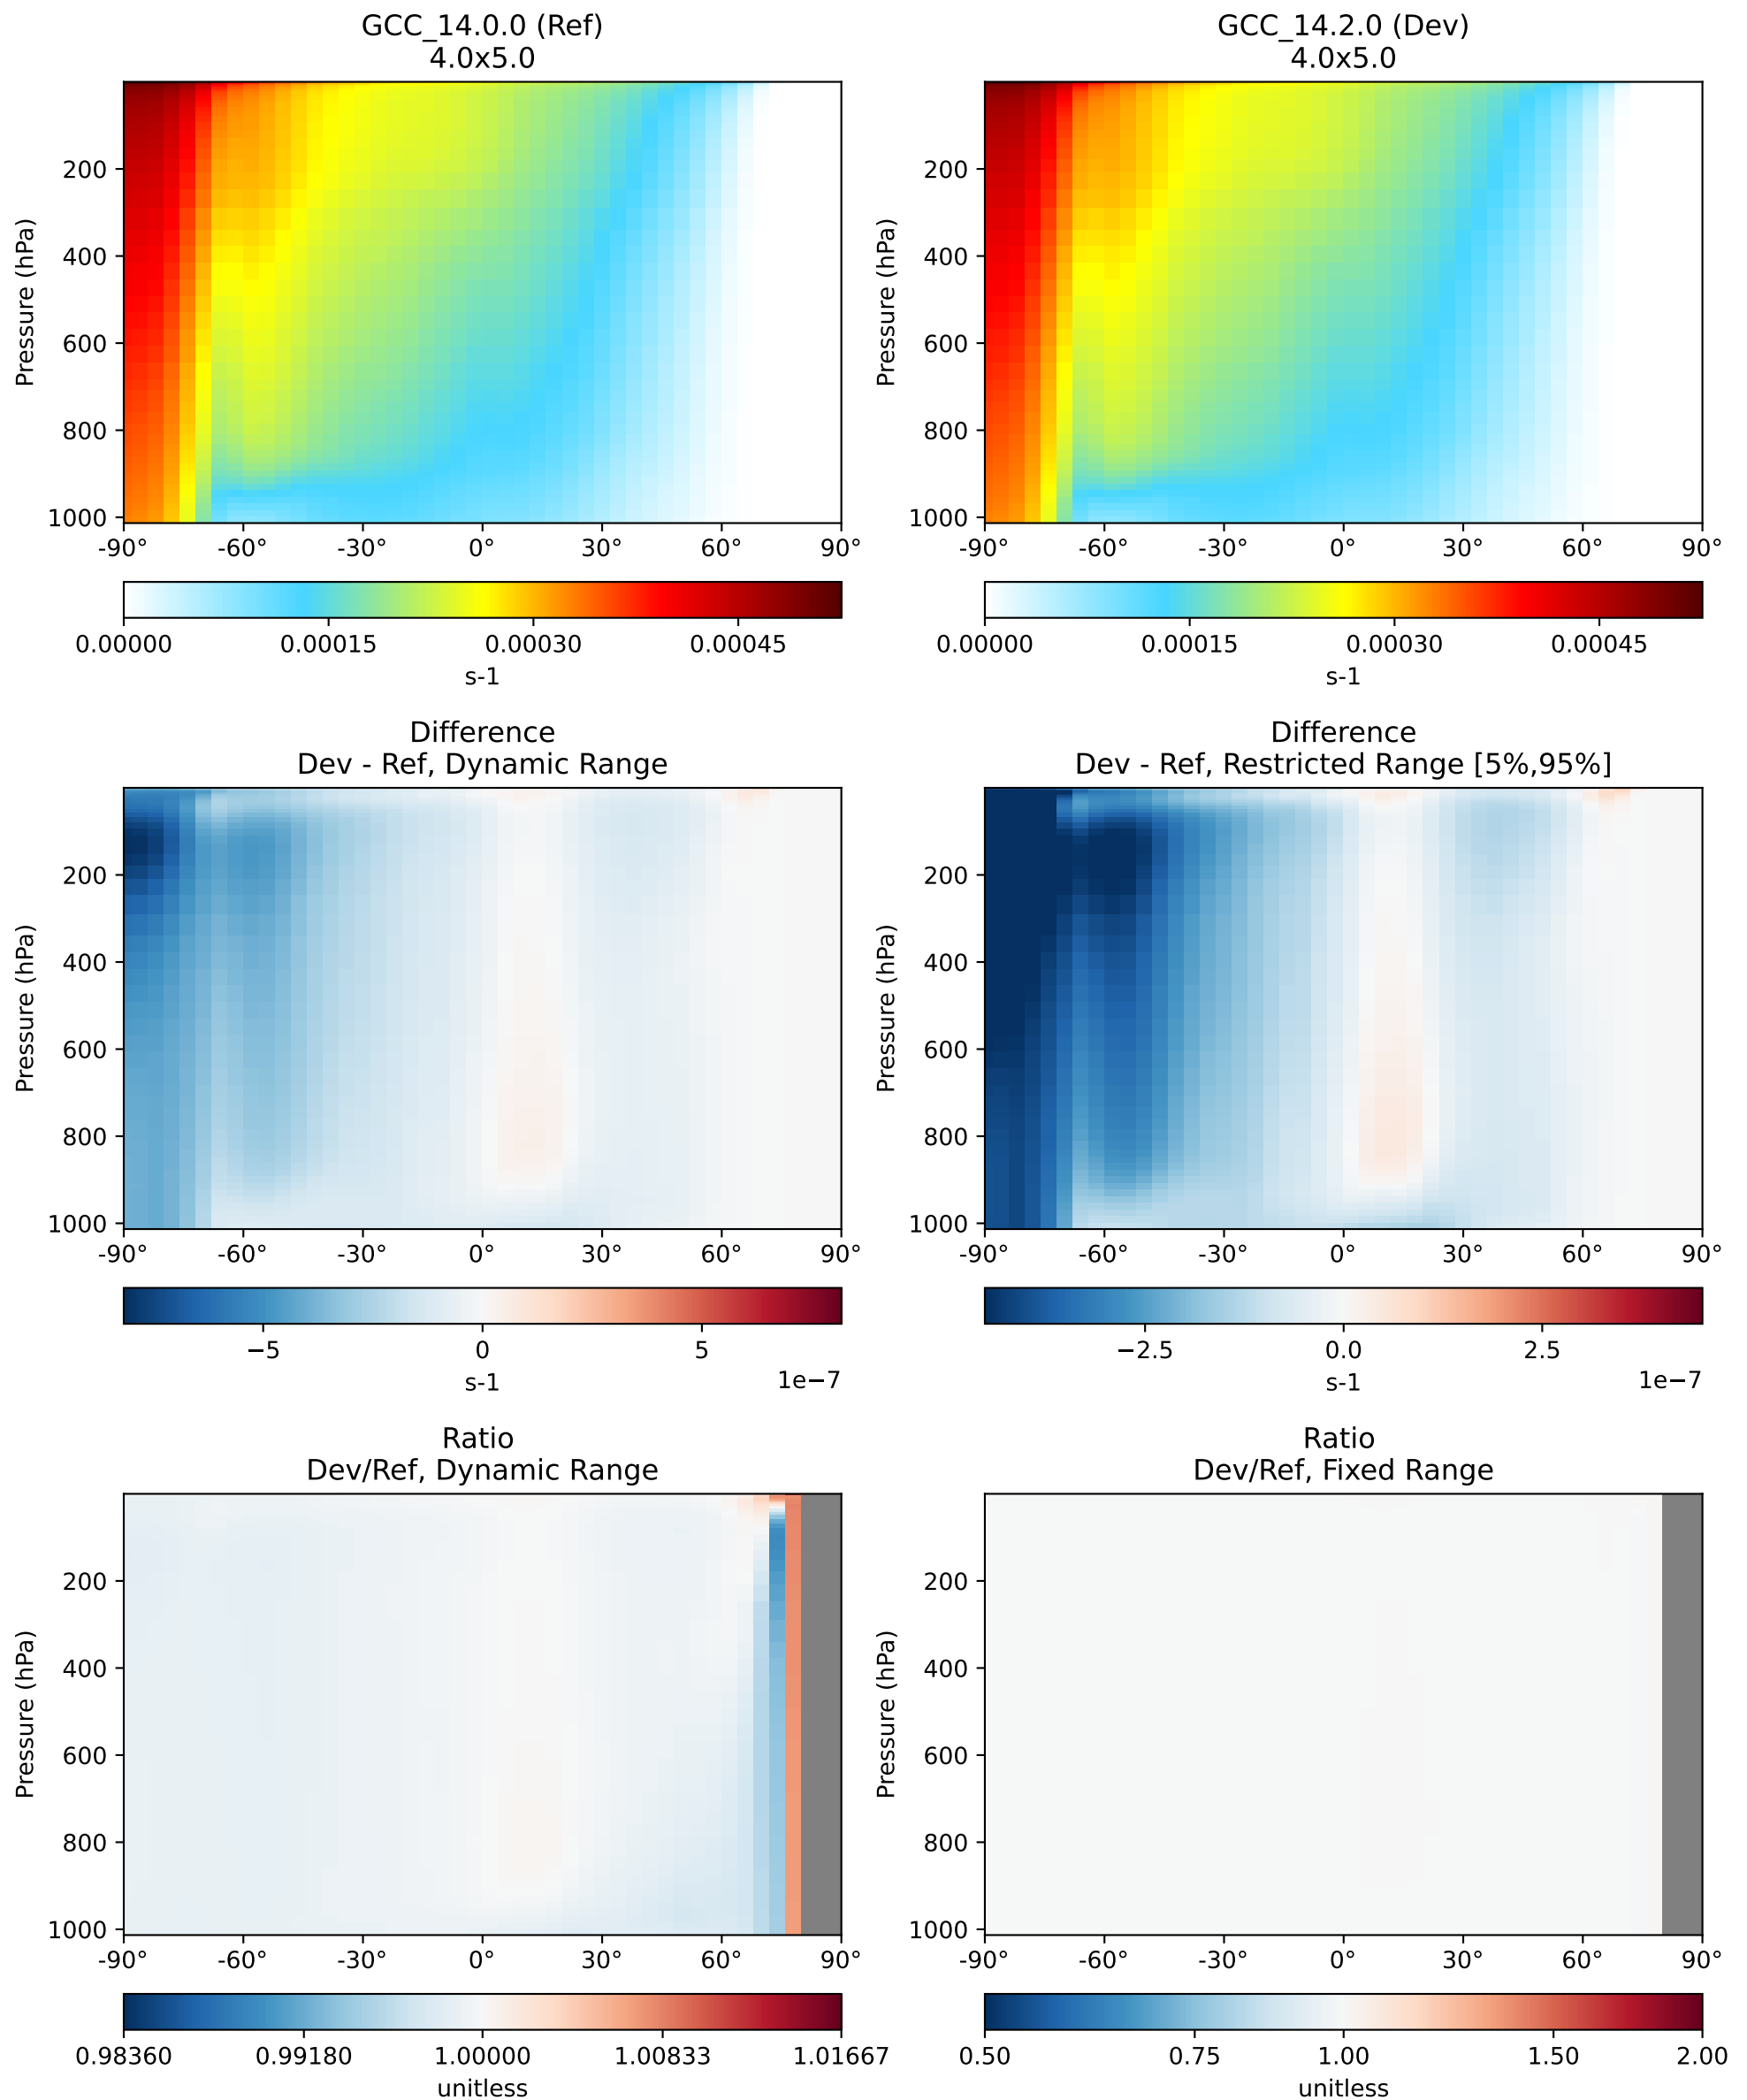 GCC_14.0.0 (Ref)
4.0x5.0
Pressure (hPa)
200
400
600
800
1000
-90° -60° -30° 0° 30° 60° 90°
0.00000 0.00015 0.00030 0.00045
s-1
GCC_14.2.0 (Dev)
4.0x5.0
Pressure (hPa)
200
400
600
800
1000
-90° -60° -30° 0° 30° 60° 90°
0.00000 0.00015 0.00030 0.00045
s-1
Difference
Dev - Ref, Dynamic Range
Pressure (hPa)
200
400
600
800
1000
-90° -60° -30° 0° 30° 60° 90°
−5 0 5
1e−7
s-1
Difference
Dev - Ref, Restricted Range [5%,95%]
Pressure (hPa)
200
400
600
800
1000
-90° -60° -30° 0° 30° 60° 90°
−2.5 0.0 2.5
1e−7
s-1
Ratio
Dev/Ref, Dynamic Range
Pressure (hPa)
200
400
600
800
1000
-90° -60° -30° 0° 30° 60° 90°
0.98360 0.99180 1.00000 1.00833 1.01667
unitless
Ratio
Dev/Ref, Fixed Range
Pressure (hPa)
200
400
600
800
1000
-90° -60° -30° 0° 30° 60° 90°
0.50 0.75 1.00 1.50 2.00
unitless